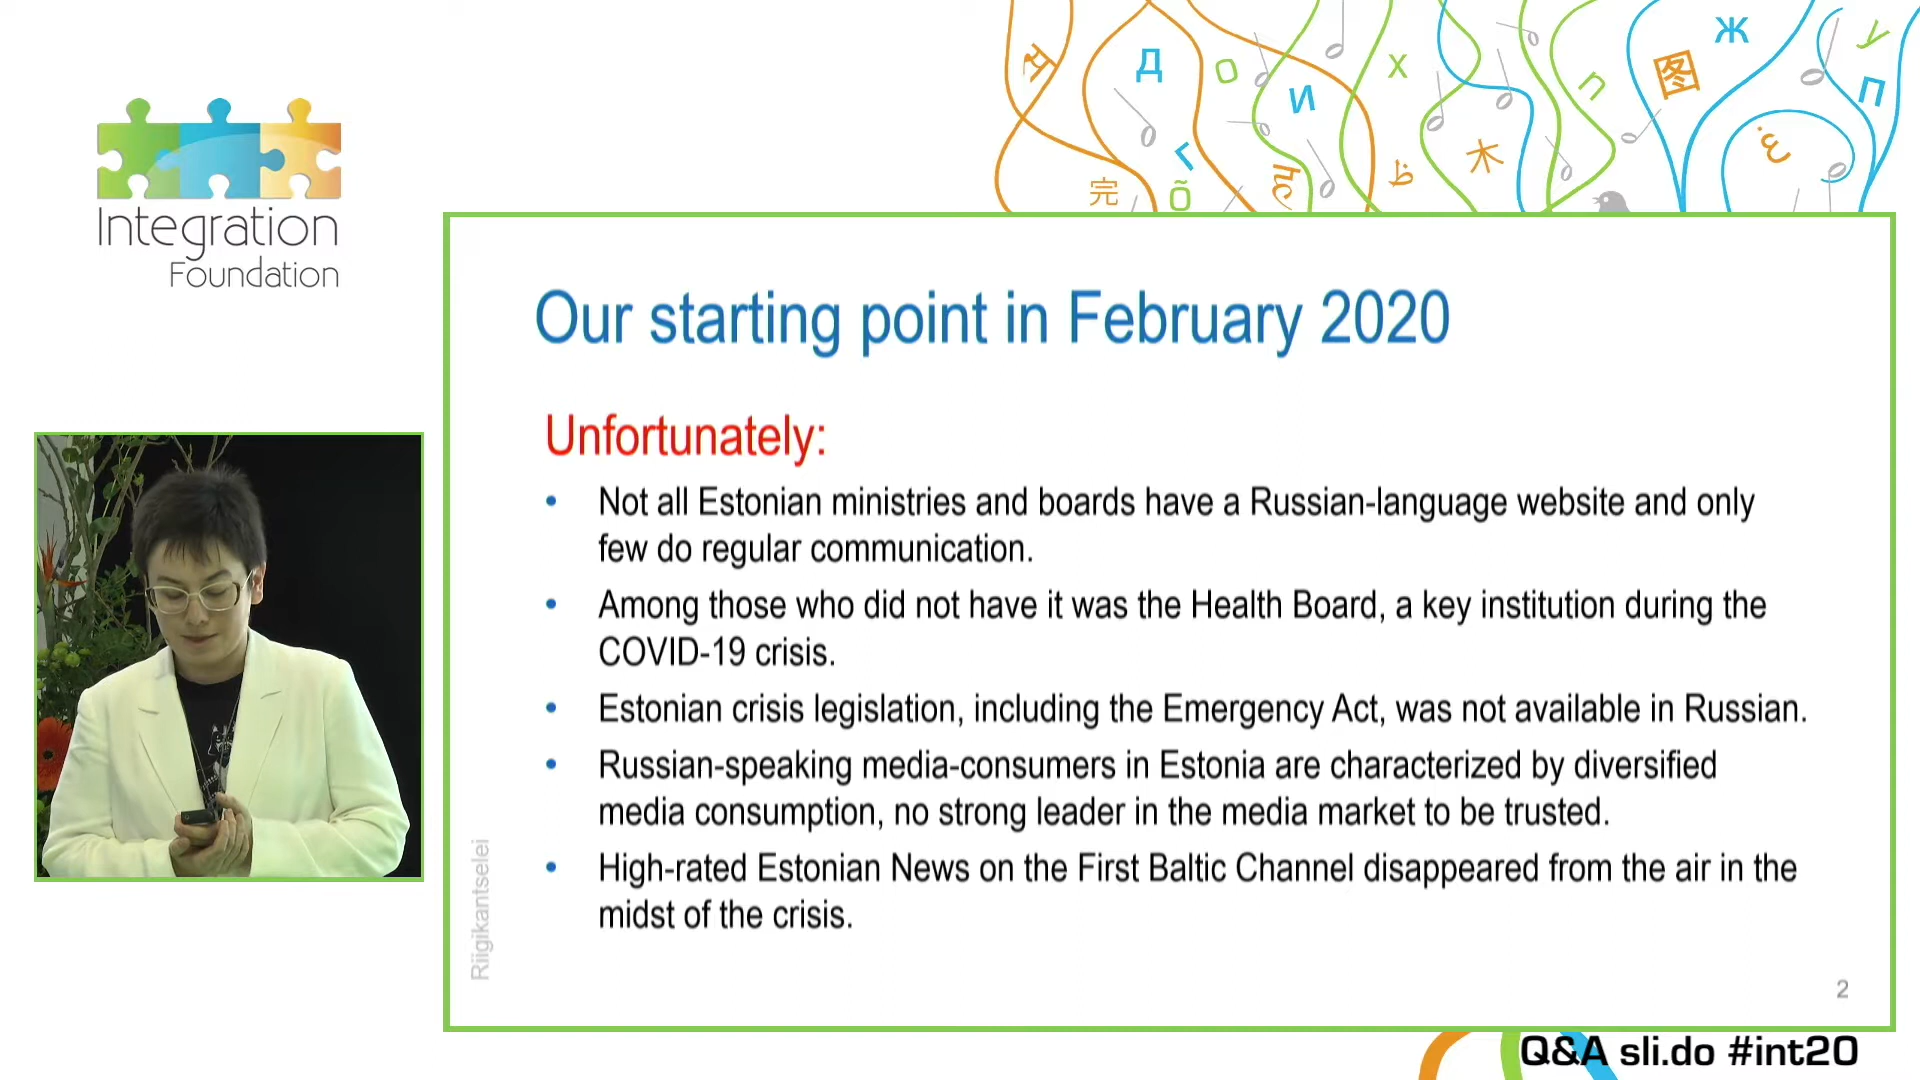 Integration
Foundation
Д
О
И
Х
Ж
У
П
图
木
完
Õ
Г
Our starting point in February 2020
Unfortunately:
• Not all Estonian ministries and boards have a Russian-language website and only
few do regular communication.
• Among those who did not have it was the Health Board, a key institution during the
COVID-19 crisis.
• Estonian crisis legislation, including the Emergency Act, was not available in Russian.
• Russian-speaking media-consumers in Estonia are characterized by diversified
media consumption, no strong leader in the media market to be trusted.
• High-rated Estonian News on the First Baltic Channel disappeared from the air in the
midst of the crisis.
Riigikantselei
2
Q&A sli.do #int20